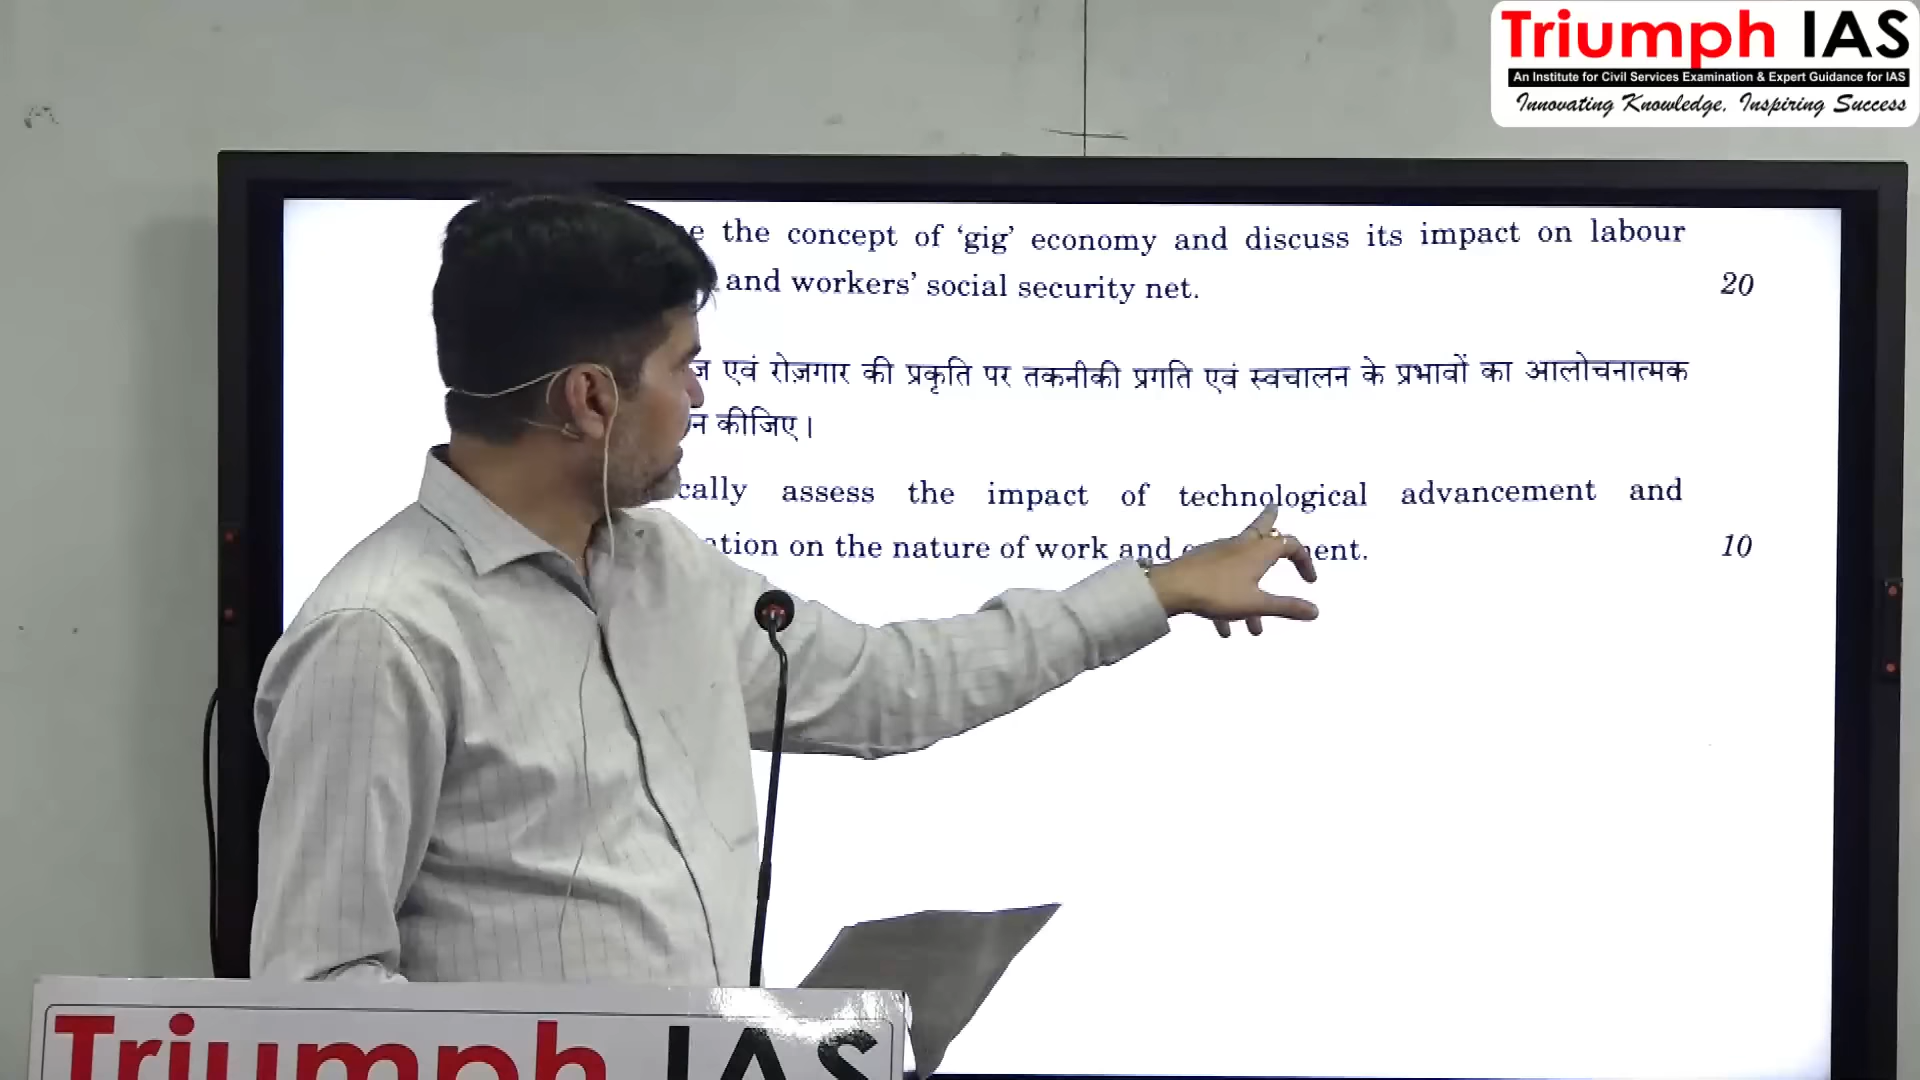 Triumph IAS
An Institute for Civil Services Examination & Expert Guidance for IAS
Innovating Knowledge, Inspiring Success
the concept of ‘gig’ economy and discuss its impact on labour
and workers’ social security net. 20
एवं रोज़गार की प्रकृति पर तकनीकी प्रगति एवं स्वचालन के प्रभावों का आलोचनात्मक
कीजिए।
assess the impact of technological advancement and
on the nature of work and 10
Triumph IAS